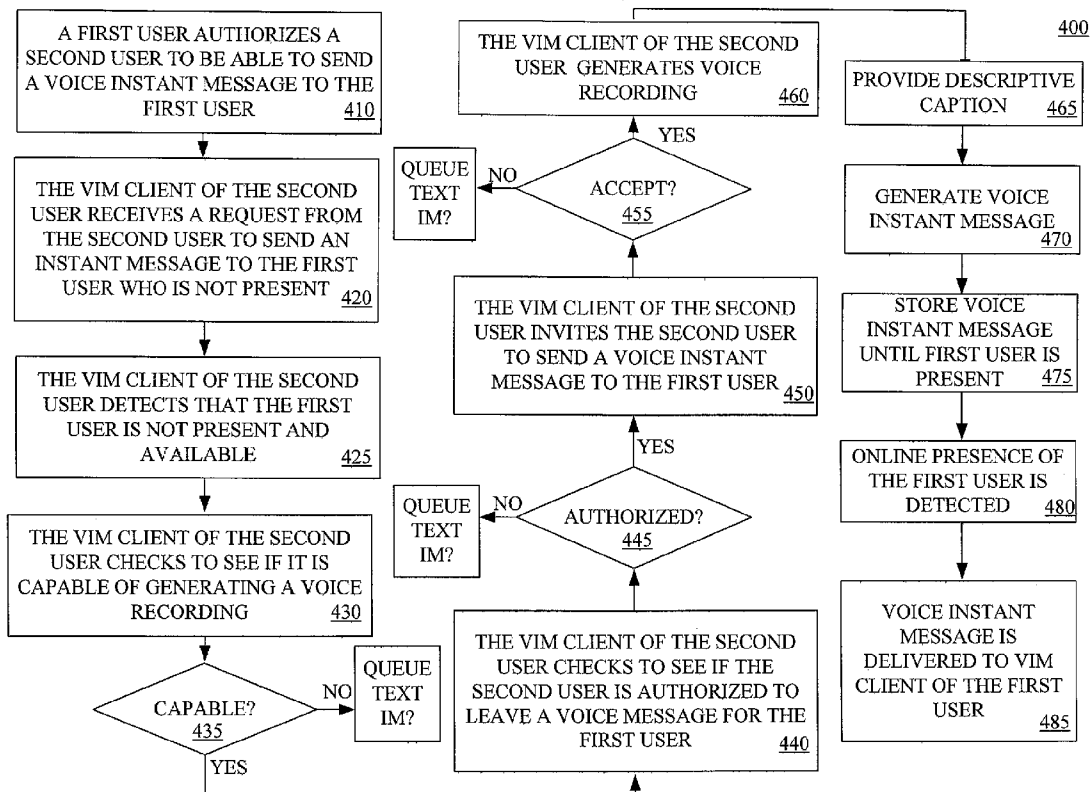 400
A FIRST USER AUTHORIZES A
SECOND USER TO BE ABLE TO SEND
A VOICE INSTANT MESSAGE TO THE
FIRST USER
410
THE VIM CLIENT OF THE SECOND
USER RECEIVES A REQUEST FROM
THE SECOND USER TO SEND AN
INSTANT MESSAGE TO THE FIRST
USER WHO IS NOT PRESENT
420
THE VIM CLIENT OF THE SECOND
USER DETECTS THAT THE FIRST
USER IS NOT PRESENT AND
AVAILABLE
425
THE VIM CLIENT OF THE SECOND
USER CHECKS TO SEE IF IT IS
CAPABLE OF GENERATING A VOICE
RECORDING
430
CAPABLE?
435
NO
QUEUE
TEXT
IM?
YES
THE VIM CLIENT OF THE SECOND
USER CHECKS TO SEE IF THE
SECOND USER IS AUTHORIZED TO
LEAVE A VOICE MESSAGE FOR THE
FIRST USER
440
AUTHORIZED?
445
NO
QUEUE
TEXT
IM?
YES
THE VIM CLIENT OF THE SECOND
USER INVITES THE SECOND USER
TO SEND A VOICE INSTANT
MESSAGE TO THE FIRST USER
450
ACCEPT?
455
NO
QUEUE
TEXT
IM?
YES
THE VIM CLIENT OF THE SECOND
USER GENERATES VOICE
RECORDING
460
PROVIDE DESCRIPTIVE
CAPTION
465
GENERATE VOICE
INSTANT MESSAGE
470
STORE VOICE
INSTANT MESSAGE
UNTIL FIRST USER IS
PRESENT
475
ONLINE PRESENCE OF
THE FIRST USER IS
DETECTED
480
VOICE INSTANT
MESSAGE IS
DELIVERED TO VIM
CLIENT OF THE FIRST
USER
485